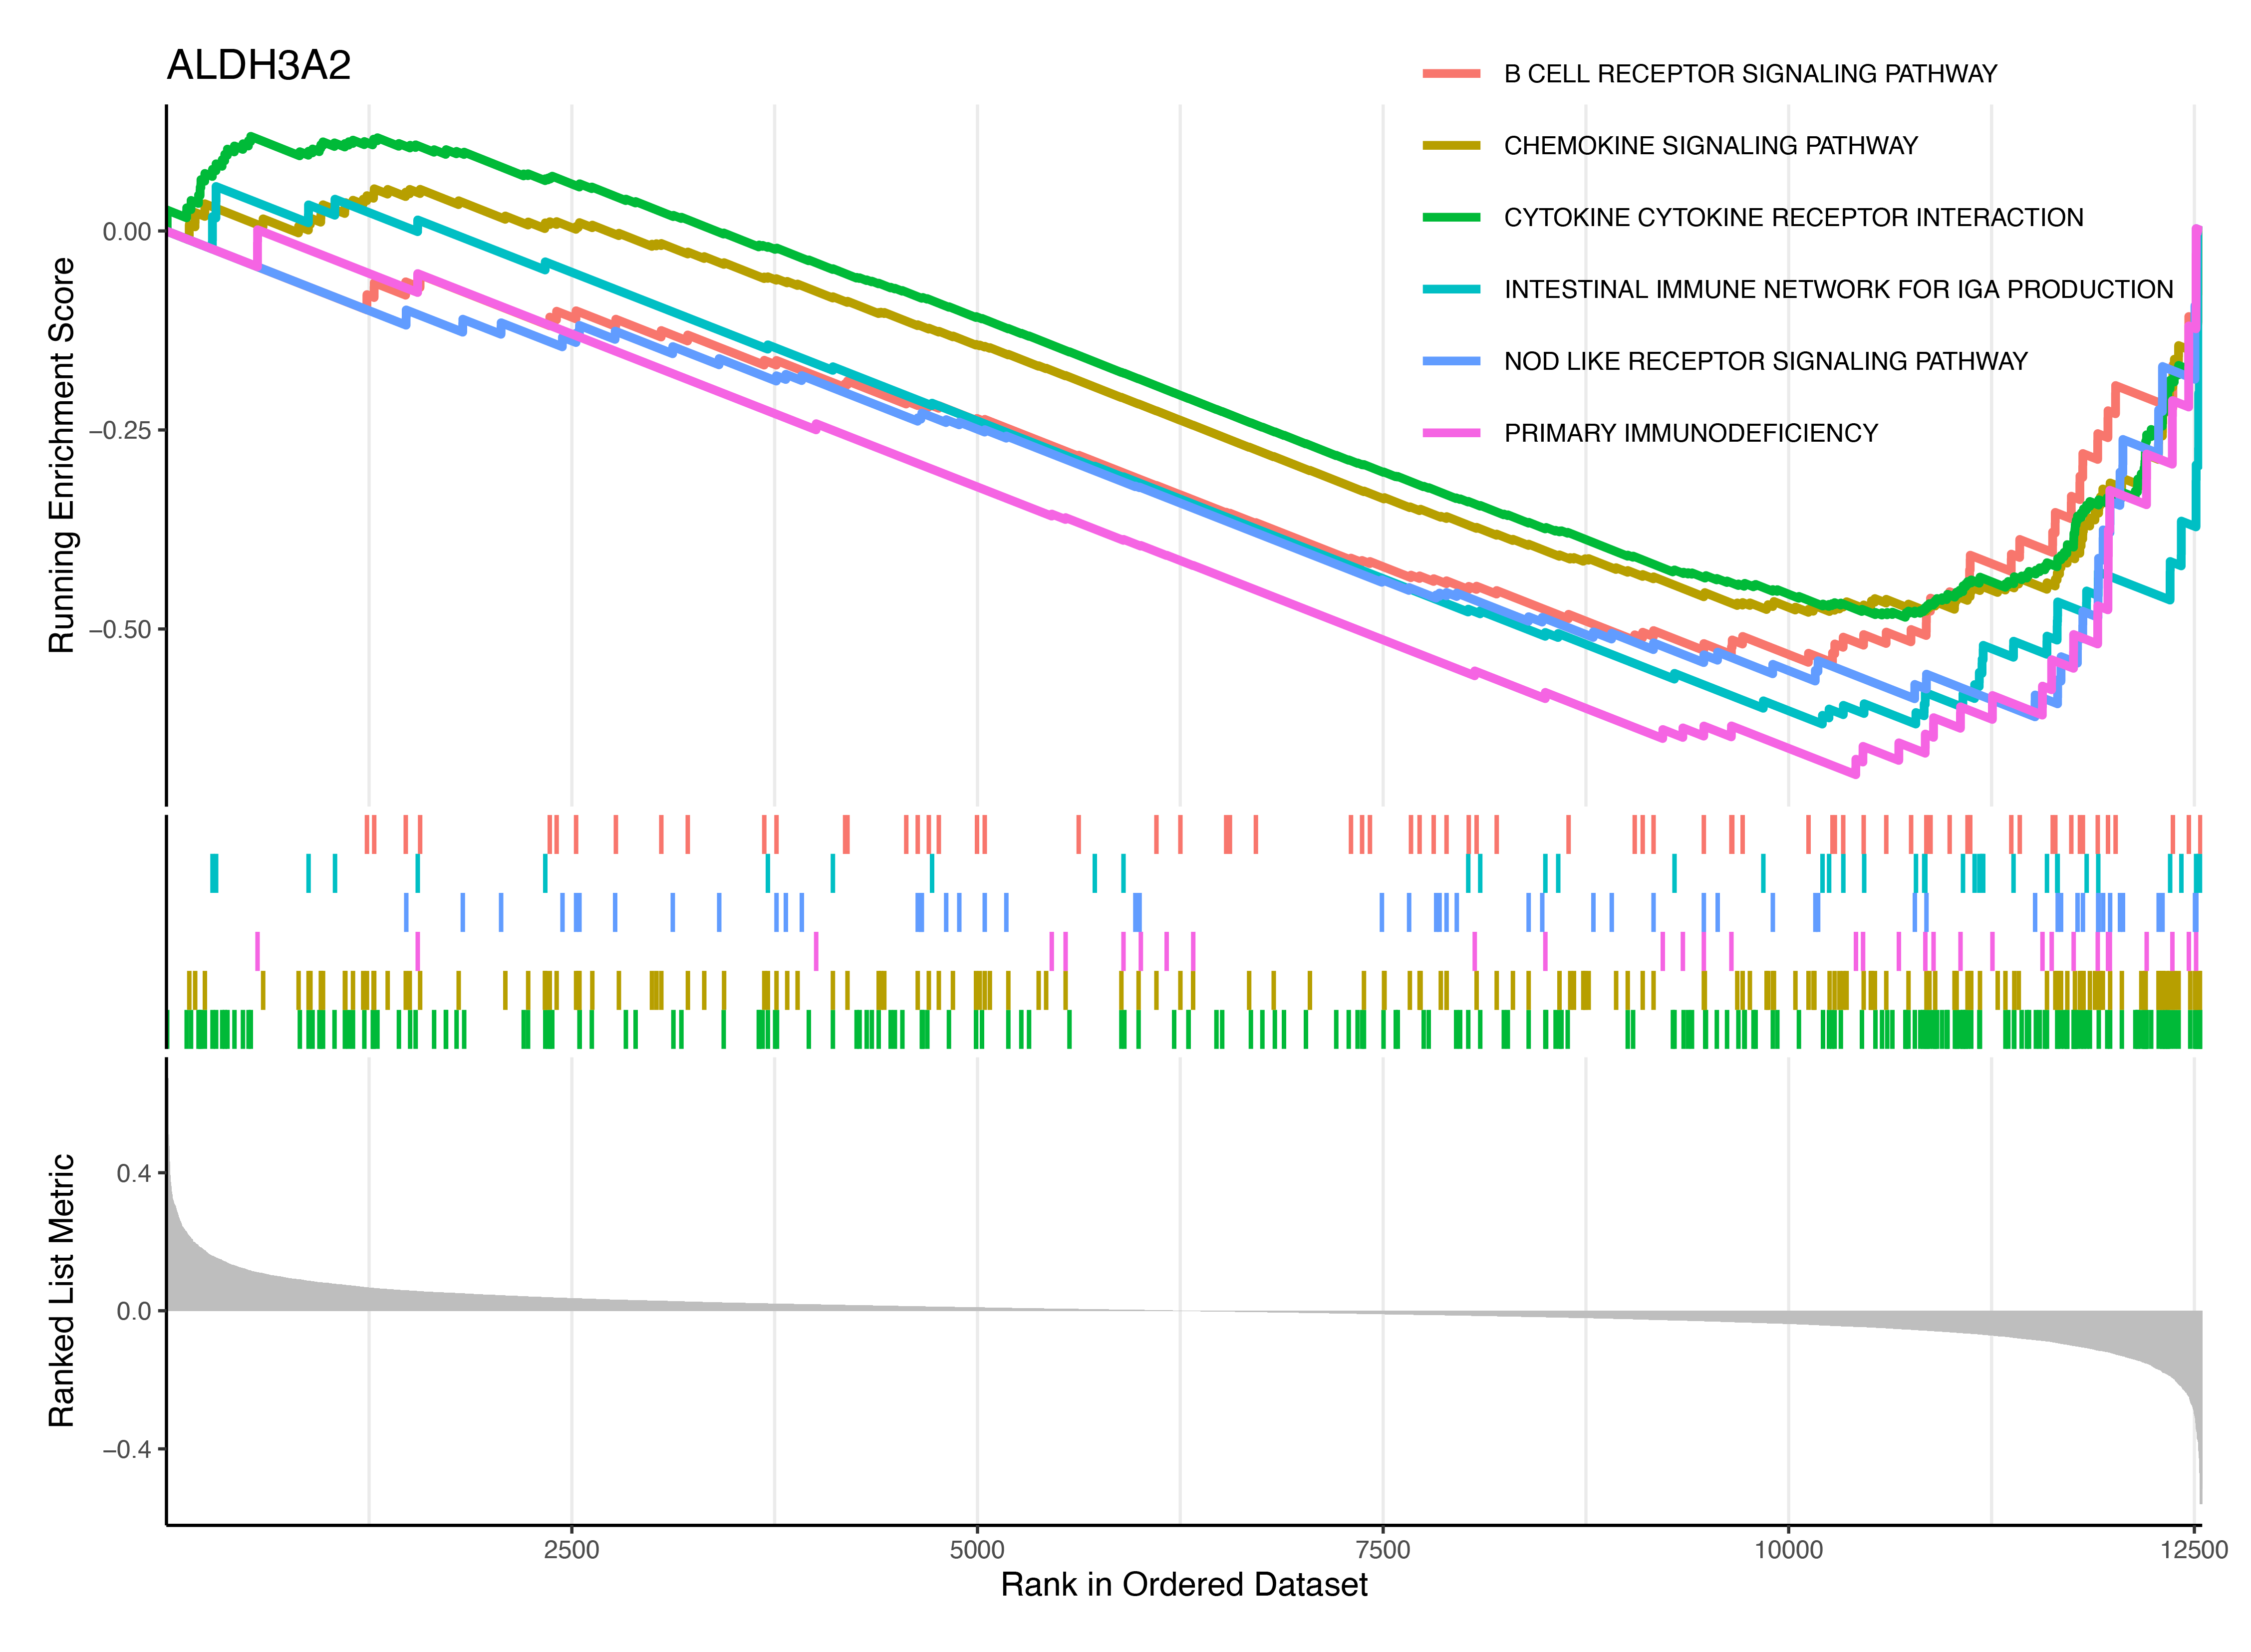 ALDH3A2
B CELL RECEPTOR SIGNALING PATHWAY
CHEMOKINE SIGNALING PATHWAY
CYTOKINE CYTOKINE RECEPTOR INTERACTION
INTESTINAL IMMUNE NETWORK FOR IGA PRODUCTION
NOD LIKE RECEPTOR SIGNALING PATHWAY
PRIMARY IMMUNODEFICIENCY
Running Enrichment Score
0.00
−0.25
−0.50
Ranked List Metric
0.4
0.0
−0.4
2500
5000
7500
10000
12500
Rank in Ordered Dataset